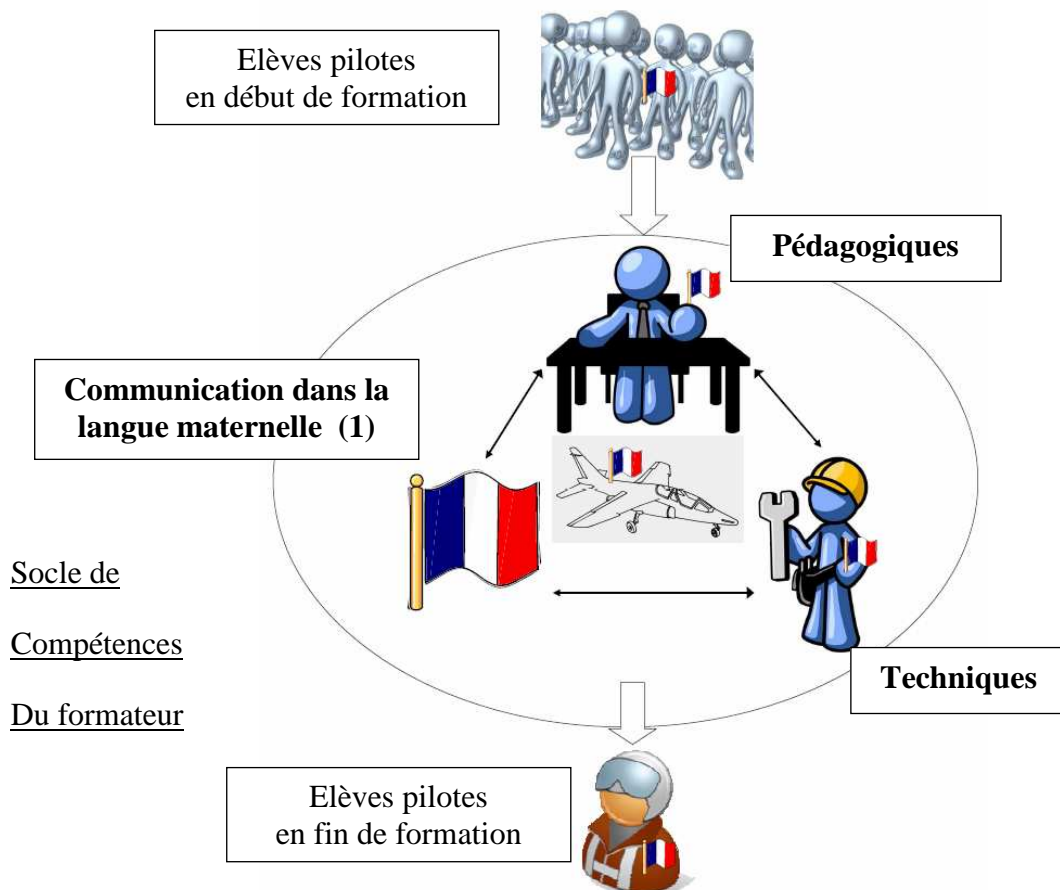 Elèves pilotes
en début de formation
Pédagogiques
Communication dans la
langue maternelle (1)
Socle de
Compétences
Du formateur
Techniques
Elèves pilotes
en fin de formation